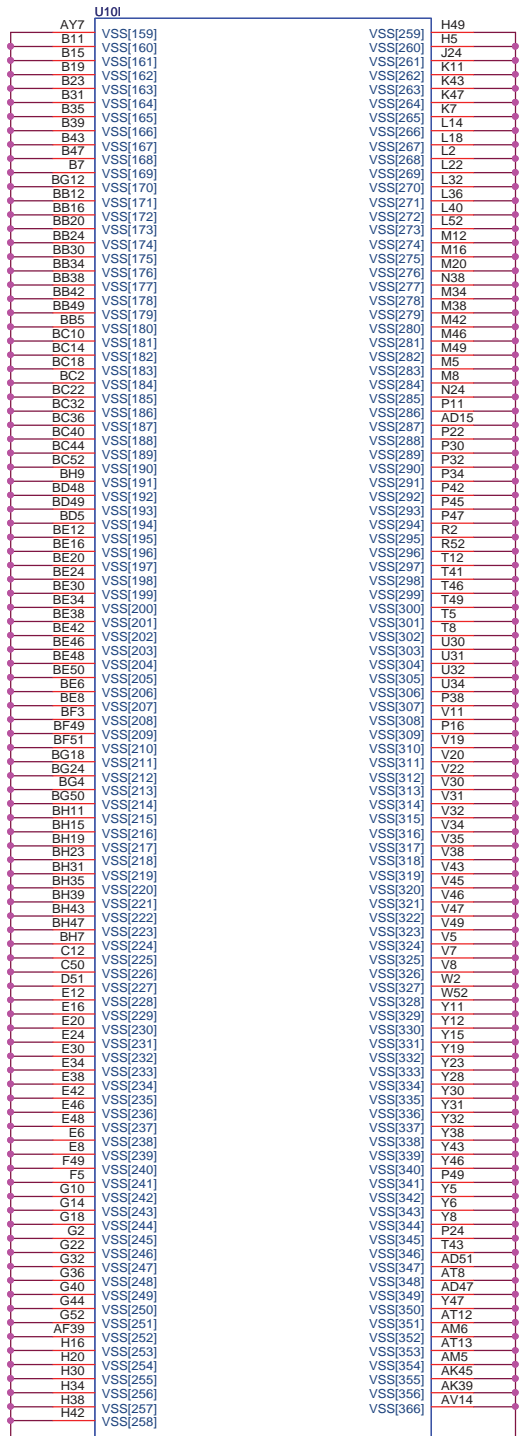 U10I
AY7 VSS[159] VSS[259] H49
B11 VSS[160] VSS[260] H5
B15 VSS[161] VSS[261] J24
B19 VSS[162] VSS[262] K11
B23 VSS[163] VSS[263] K43
B31 VSS[164] VSS[264] K47
B35 VSS[165] VSS[265] K7
B39 VSS[166] VSS[266] L14
B43 VSS[167] VSS[267] L18
B47 VSS[168] VSS[268] L2
B7 VSS[169] VSS[269] L22
BG12 VSS[170] VSS[270] L32
BB12 VSS[171] VSS[271] L36
BB16 VSS[172] VSS[272] L40
BB20 VSS[173] VSS[273] L52
BB24 VSS[174] VSS[274] M12
BB30 VSS[175] VSS[275] M16
BB34 VSS[176] VSS[276] M20
BB38 VSS[177] VSS[277] N38
BB42 VSS[178] VSS[278] M34
BB49 VSS[179] VSS[279] M38
BB5 VSS[180] VSS[280] M42
BC10 VSS[181] VSS[281] M46
BC14 VSS[182] VSS[282] M49
BC18 VSS[183] VSS[283] M5
BC2 VSS[184] VSS[284] M8
BC22 VSS[185] VSS[285] N24
BC32 VSS[186] VSS[286] P11
BC36 VSS[187] VSS[287] AD15
BC40 VSS[188] VSS[288] P22
BC44 VSS[189] VSS[289] P30
BC52 VSS[190] VSS[290] P32
BH9 VSS[191] VSS[291] P34
BD48 VSS[192] VSS[292] P42
BD49 VSS[193] VSS[293] P45
BD5 VSS[194] VSS[294] P47
BE12 VSS[195] VSS[295] R2
BE16 VSS[196] VSS[296] R52
BE20 VSS[197] VSS[297] T12
BE24 VSS[198] VSS[298] T41
BE30 VSS[199] VSS[299] T46
BE34 VSS[200] VSS[300] T49
BE38 VSS[201] VSS[301] T5
BE42 VSS[202] VSS[302] T8
BE46 VSS[203] VSS[303] U30
BE48 VSS[204] VSS[304] U31
BE50 VSS[205] VSS[305] U32
BE6 VSS[206] VSS[306] U34
BE8 VSS[207] VSS[307] P38
BF3 VSS[208] VSS[308] V11
BF49 VSS[209] VSS[309] P16
BF51 VSS[210] VSS[310] V19
BG18 VSS[211] VSS[311] V20
BG24 VSS[212] VSS[312] V22
BG4 VSS[213] VSS[313] V30
BG50 VSS[214] VSS[314] V31
BH11 VSS[215] VSS[315] V32
BH15 VSS[216] VSS[316] V34
BH19 VSS[217] VSS[317] V35
BH23 VSS[218] VSS[318] V38
BH31 VSS[219] VSS[319] V43
BH35 VSS[220] VSS[320] V45
BH39 VSS[221] VSS[321] V46
BH43 VSS[222] VSS[322] V47
BH47 VSS[223] VSS[323] V49
BH7 VSS[224] VSS[324] V5
C12 VSS[225] VSS[325] V7
C50 VSS[226] VSS[326] V8
D51 VSS[227] VSS[327] W2
E12 VSS[228] VSS[328] W52
E16 VSS[229] VSS[329] Y11
E20 VSS[230] VSS[330] Y12
E24 VSS[231] VSS[331] Y15
E30 VSS[232] VSS[332] Y19
E34 VSS[233] VSS[333] Y23
E38 VSS[234] VSS[334] Y28
E42 VSS[235] VSS[335] Y30
E46 VSS[236] VSS[336] Y31
E48 VSS[237] VSS[337] Y32
E6 VSS[238] VSS[338] Y38
E8 VSS[239] VSS[339] Y43
F49 VSS[240] VSS[340] Y46
F5 VSS[241] VSS[341] P49
G10 VSS[242] VSS[342] Y5
G14 VSS[243] VSS[343] Y6
G18 VSS[244] VSS[344] Y8
G2 VSS[245] VSS[345] P24
G22 VSS[246] VSS[346] T43
G32 VSS[247] VSS[347] AD51
G36 VSS[248] VSS[348] AT8
G40 VSS[249] VSS[349] AD47
G44 VSS[250] VSS[350] Y47
G52 VSS[251] VSS[351] AT12
AF39 VSS[252] VSS[352] AM6
H16 VSS[253] VSS[353] AT13
H20 VSS[254] VSS[354] AM5
H30 VSS[255] VSS[355] AK45
H34 VSS[256] VSS[356] AK39
H38 VSS[257] VSS[366] AV14
H42 VSS[258]